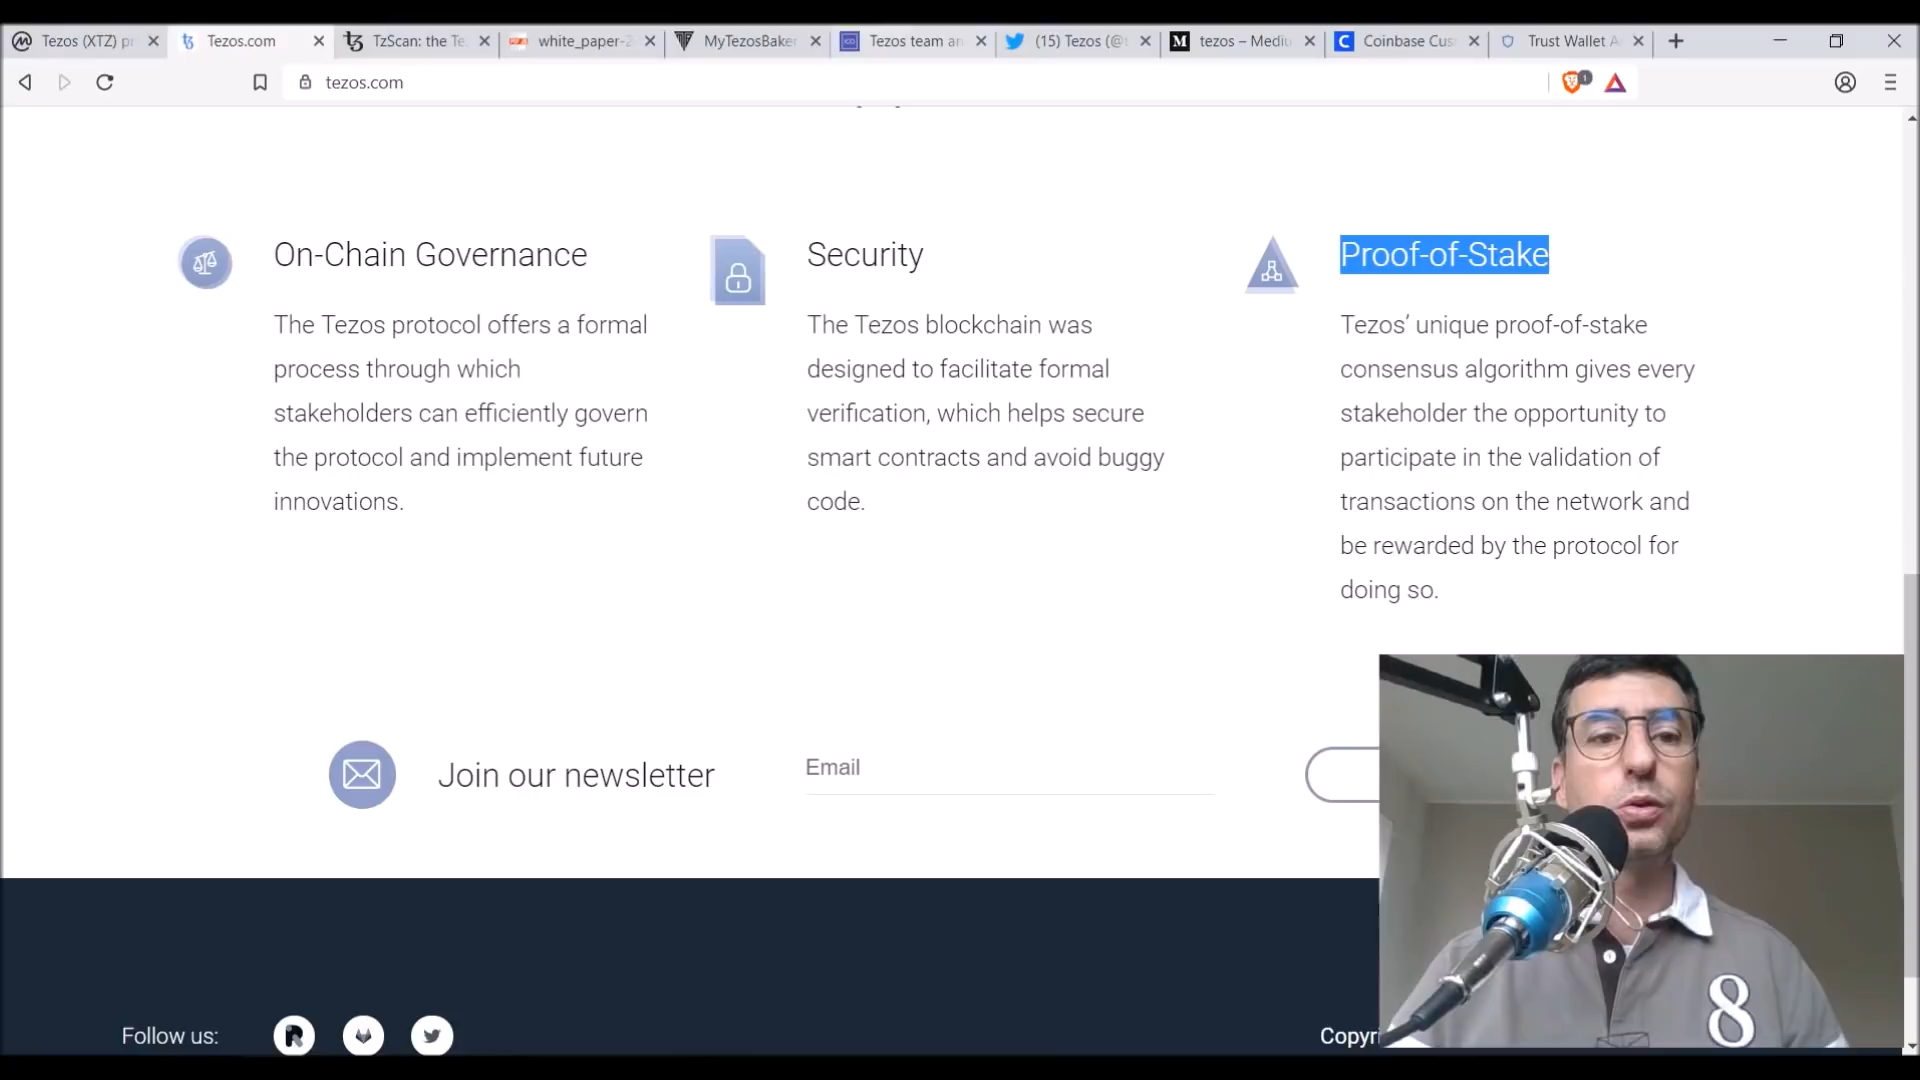 Tezos (XTZ) pr
Tezos.com
TzScan: the Te
white_paper-2
MyTezosBaker
Tezos team an
(15) Tezos (@t
tezos – Mediu
Coinbase Cus
Trust Wallet A
tezos.com
1
On-Chain Governance
The Tezos protocol offers a formal
process through which
stakeholders can efficiently govern
the protocol and implement future
innovations.
Security
The Tezos blockchain was
designed to facilitate formal
verification, which helps secure
smart contracts and avoid buggy
code.
Proof-of-Stake
Tezos’ unique proof-of-stake
consensus algorithm gives every
stakeholder the opportunity to
participate in the validation of
transactions on the network and
be rewarded by the protocol for
doing so.
Join our newsletter
Email
Follow us:
Copyri
8